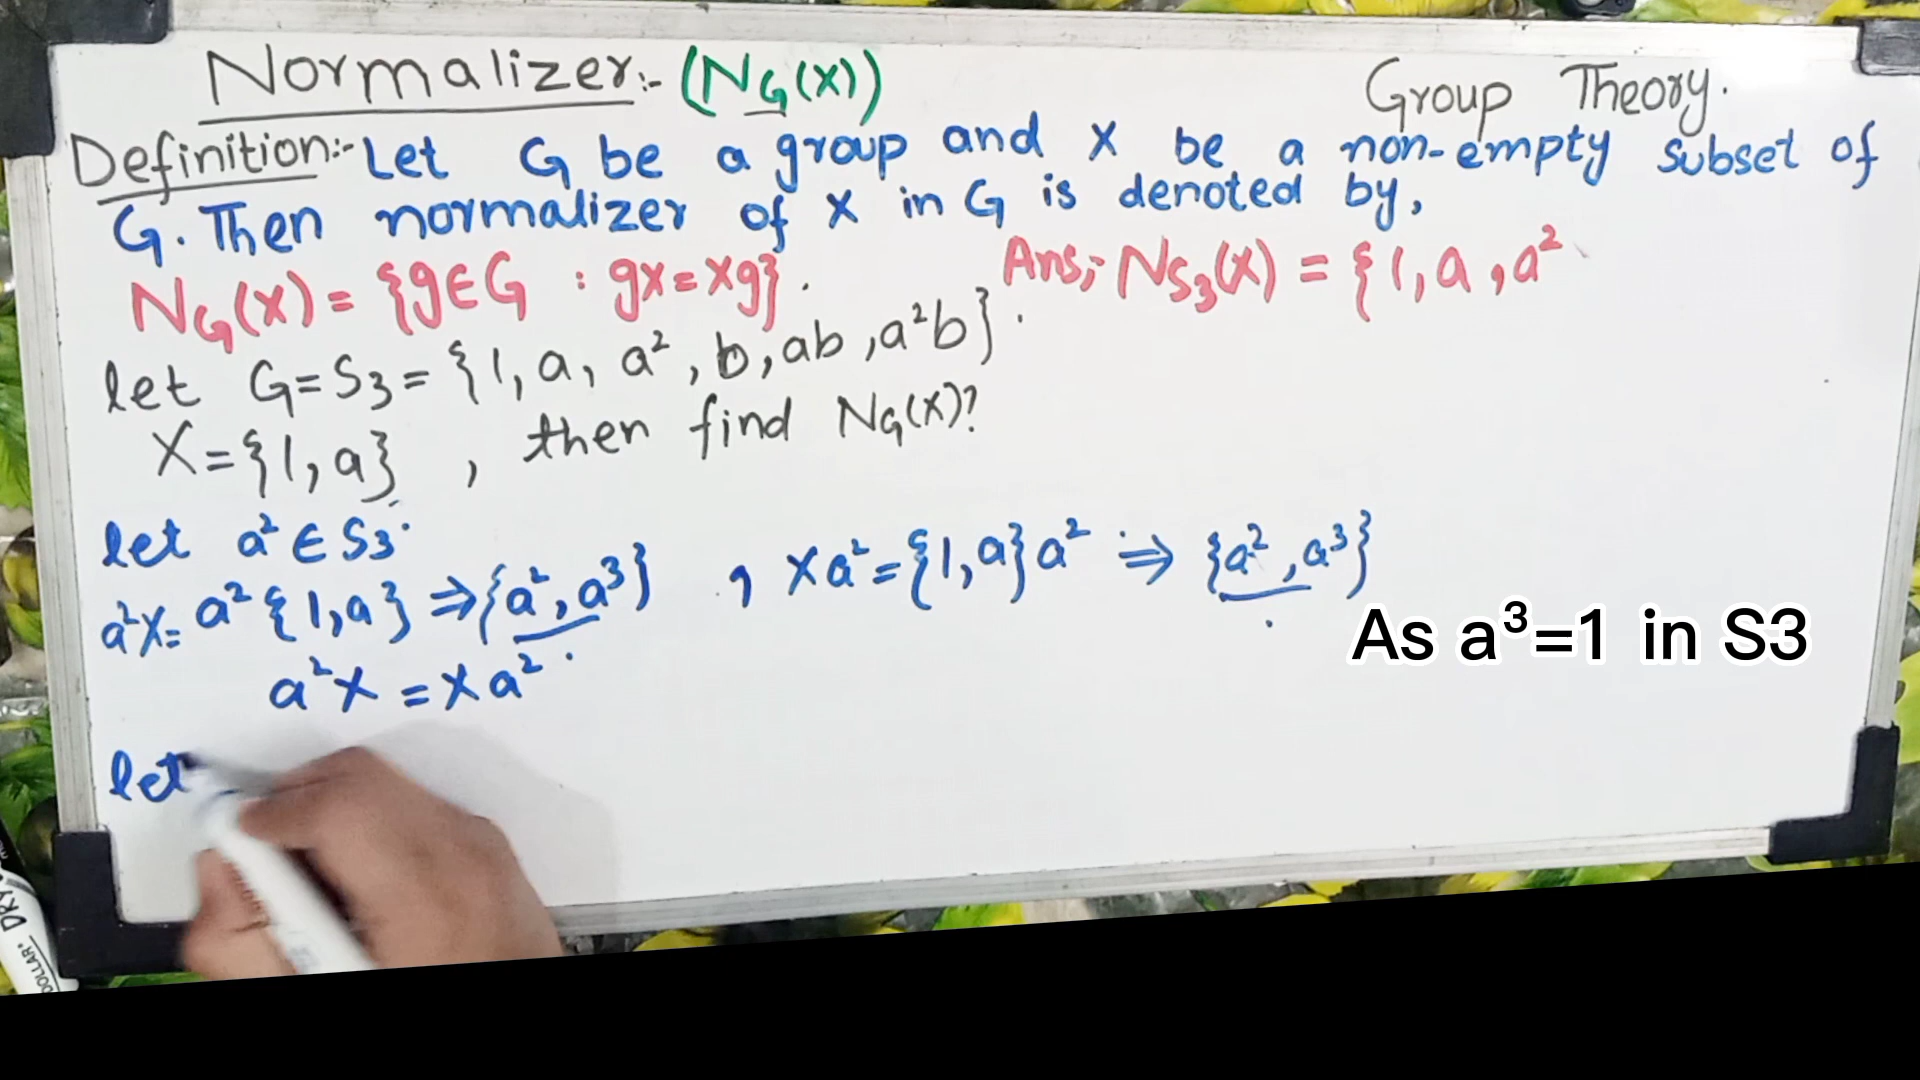 Normalizer:- (N_G(X))
Group Theory.
Definition:- Let G be a group and X be a non-empty subset of
G. Then normalizer of X in G is denoted by,
N_G(X) = {g∈G : gX=Xg}.
Ans; N_S₃(X) = {1, a, a²
let G=S₃={1, a, a², b, ab, a²b}.
X={1, a} , then find N_G(X)?
let a² ∈ S₃.
a²X= a²{1,a} ⇒{a², a³} , Xa²={1,a}a² ⇒ {a², a³}
As a³=1 in S3
a²X = Xa².
let
DOLLAR